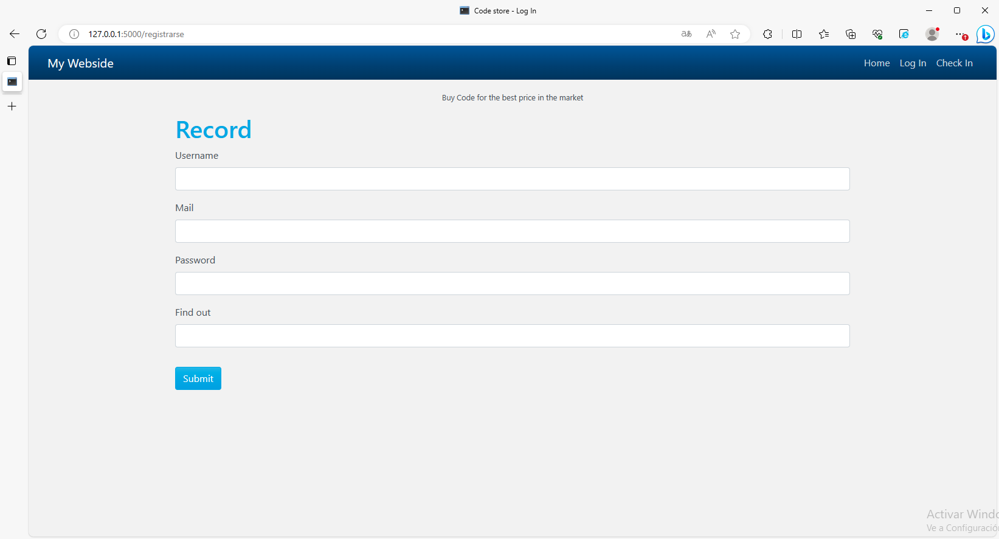 Code store - Log In
127.0.0.1:5000/registrarse
My Webside
Home Log In Check In
Buy Code for the best price in the market
Record
Username
Mail
Password
Find out
Submit
Activar Windo
Ve a Configuració